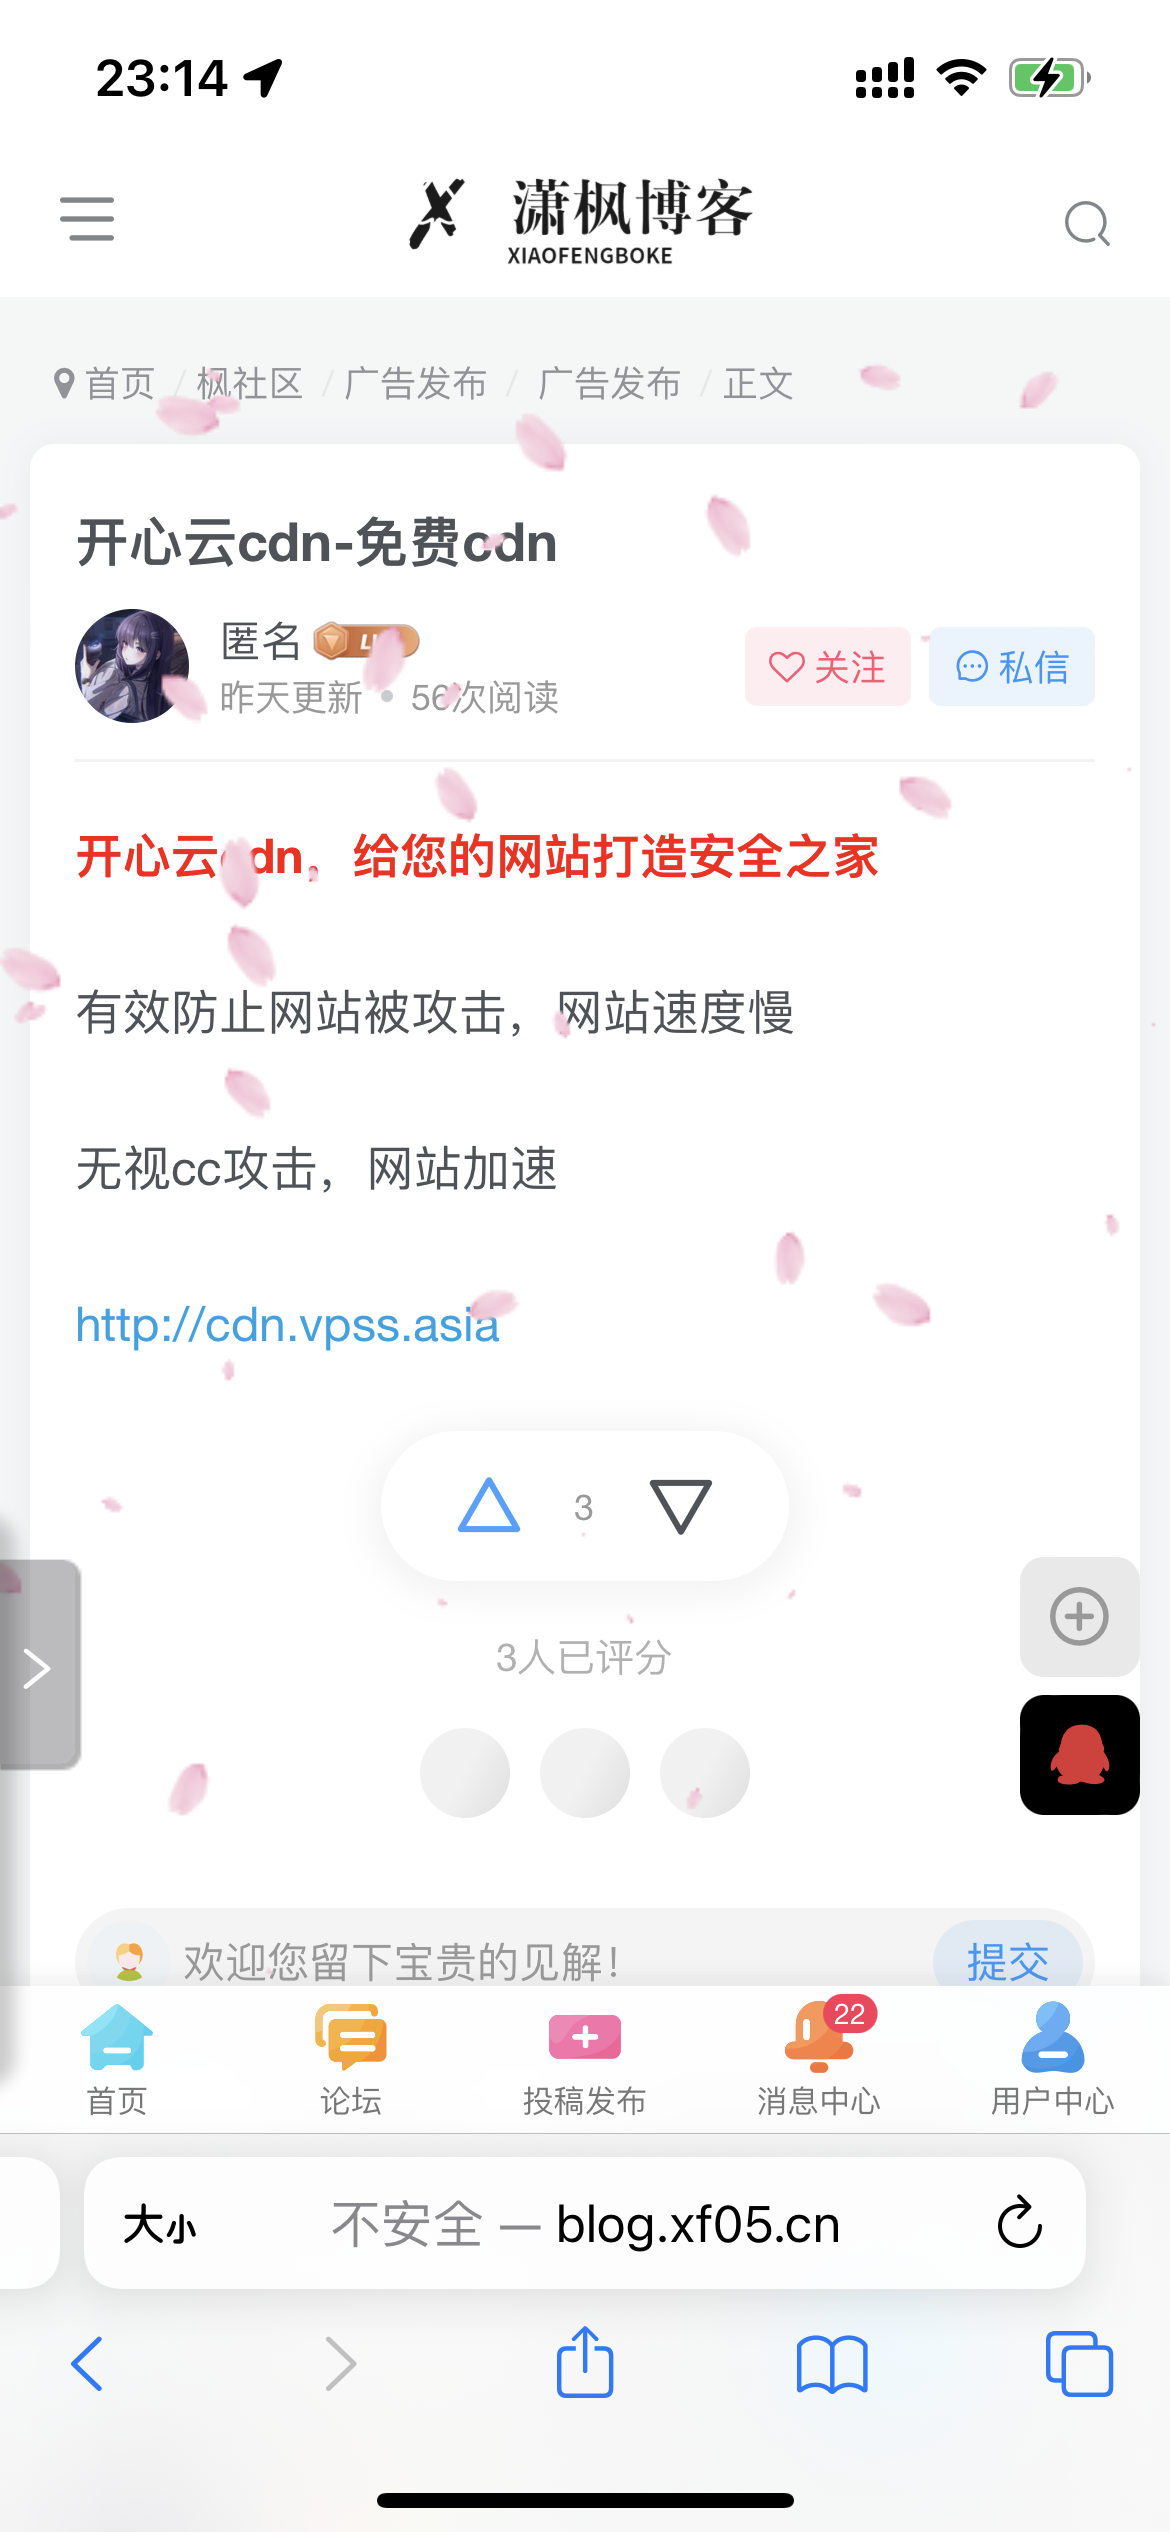 23:14
潇枫博客
XIAOFENGBOKE
首页 / 枫社区 / 广告发布 / 广告发布 / 正文
开心云cdn-免费cdn
匿名
昨天更新 • 56次阅读
关注
私信
开心云cdn，给您的网站打造安全之家
有效防止网站被攻击，网站速度慢
无视cc攻击，网站加速
http://cdn.vpss.asia
3
3人已评分
欢迎您留下宝贵的见解！
提交
22
首页
论坛
投稿发布
消息中心
用户中心
大小
不安全 — blog.xf05.cn